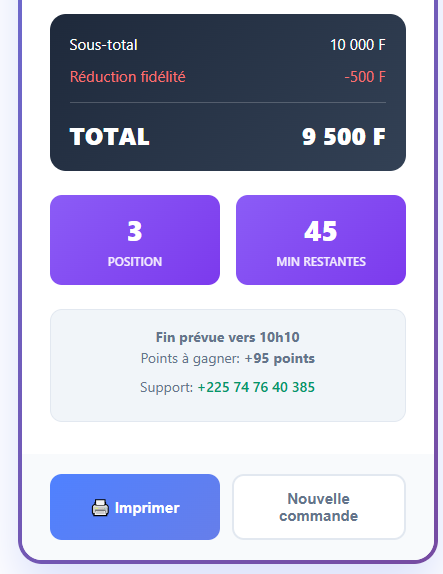 Sous-total 10 000 F
Réduction fidélité -500 F
TOTAL 9 500 F
3 45
POSITION MIN RESTANTES
Fin prévue vers 10h10
Points à gagner: +95 points
Support: +225 74 76 40 385
Imprimer
Nouvelle
commande